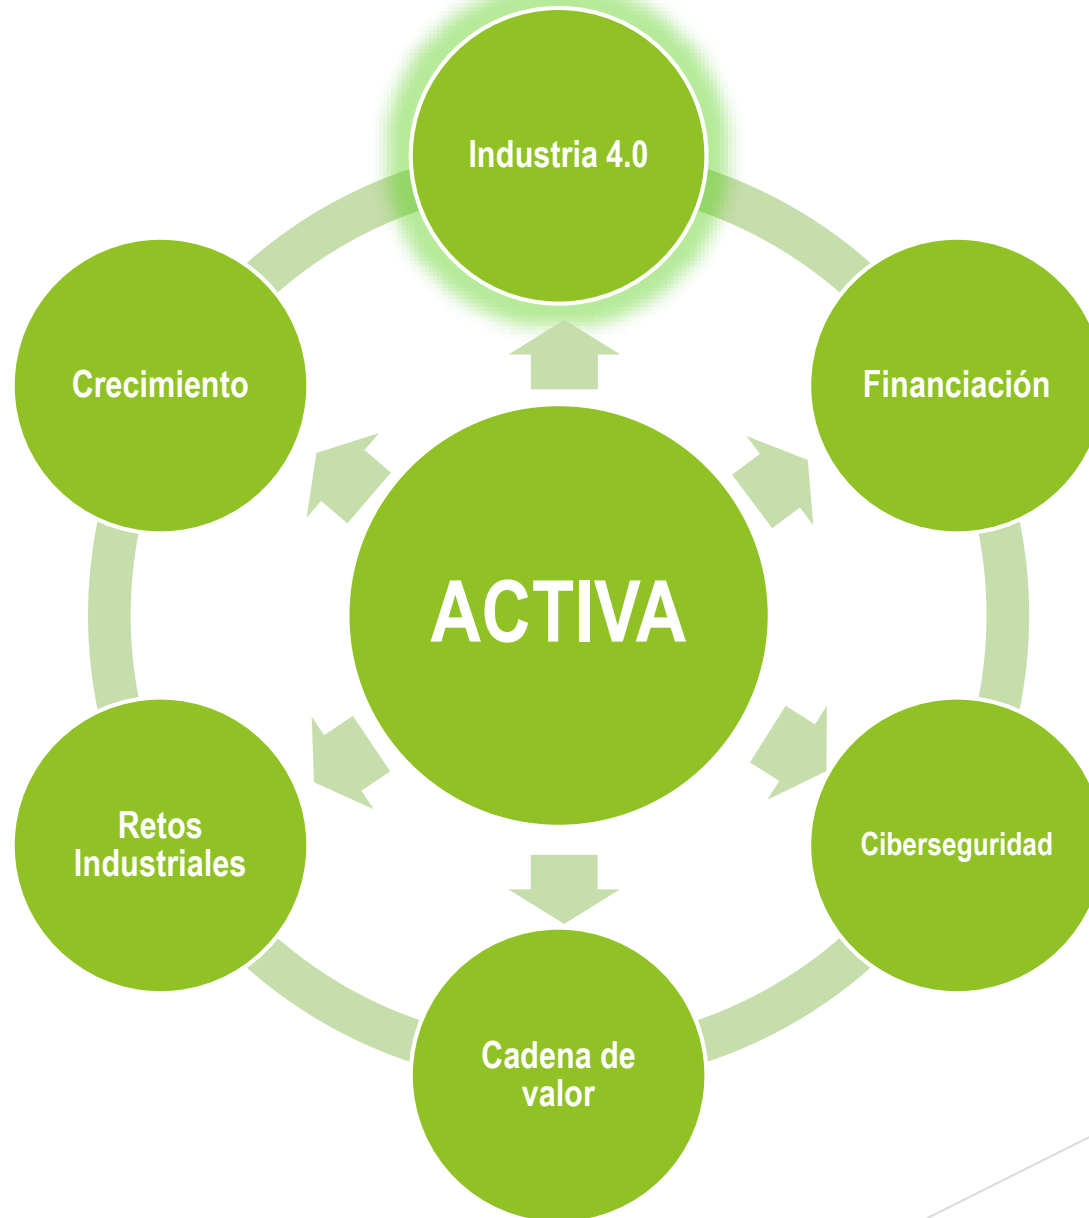 Industria 4.0
Crecimiento
Financiación
ACTIVA
Retos
Industriales
Ciberseguridad
Cadena de
valor